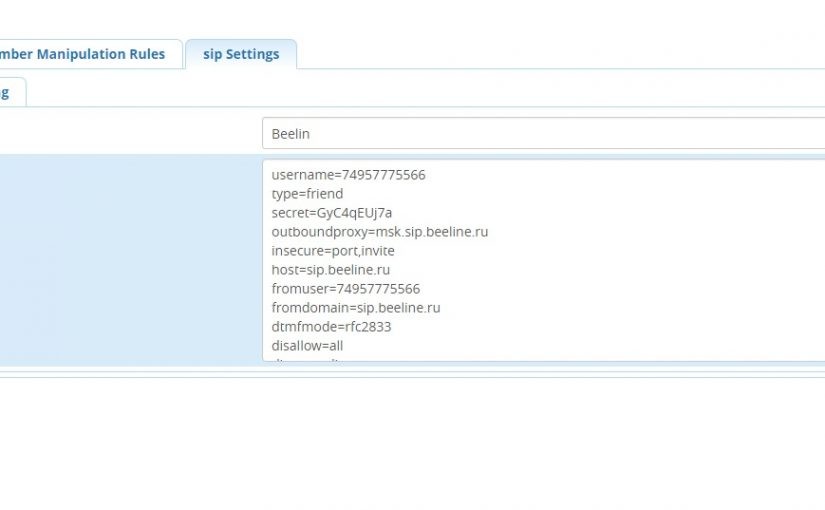 mber Manipulation Rules
sip Settings
g
Beelin
username=74957775566
type=friend
secret=GyC4qEUj7a
outboundproxy=msk.sip.beeline.ru
insecure=port,invite
host=sip.beeline.ru
fromuser=74957775566
fromdomain=sip.beeline.ru
dtmfmode=rfc2833
disallow=all